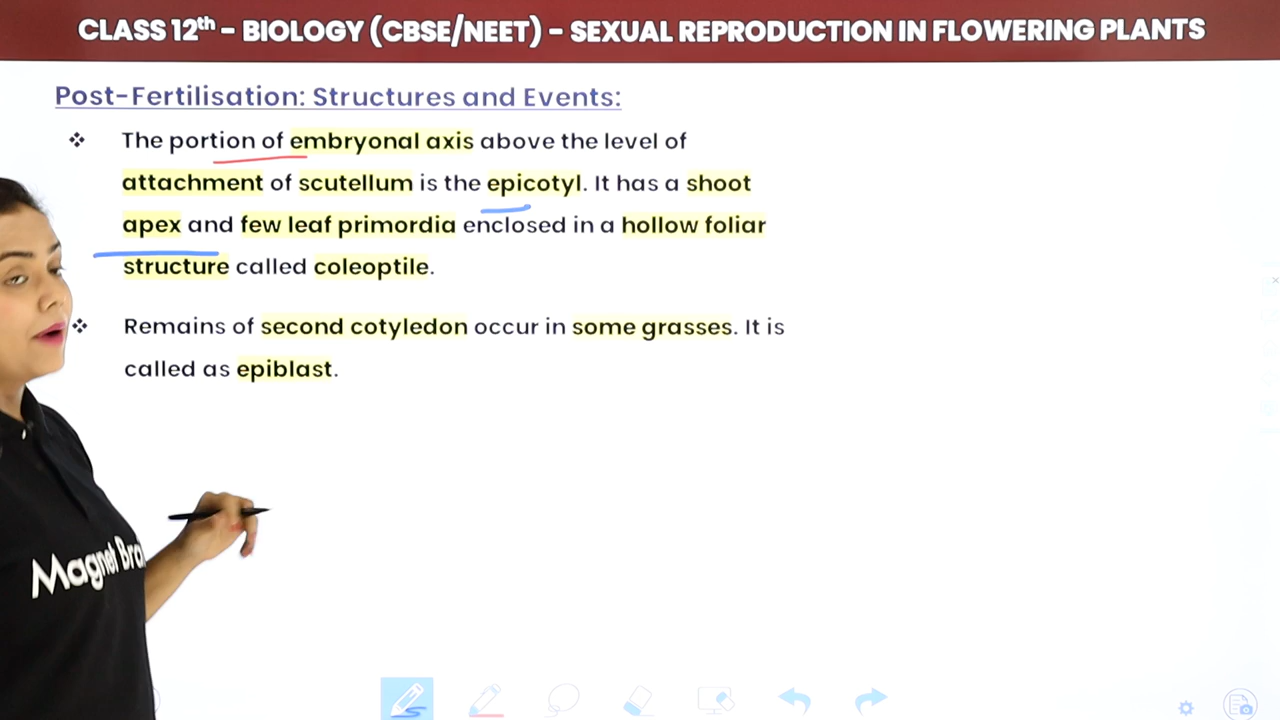 CLASS 12th – BIOLOGY (CBSE/NEET) – SEXUAL REPRODUCTION IN FLOWERING PLANTS
Post-Fertilisation: Structures and Events:
❖ The portion of embryonal axis above the level of
attachment of scutellum is the epicotyl. It has a shoot
apex and few leaf primordia enclosed in a hollow foliar
structure called coleoptile.
❖ Remains of second cotyledon occur in some grasses. It is
called as epiblast.
Magnet Bra